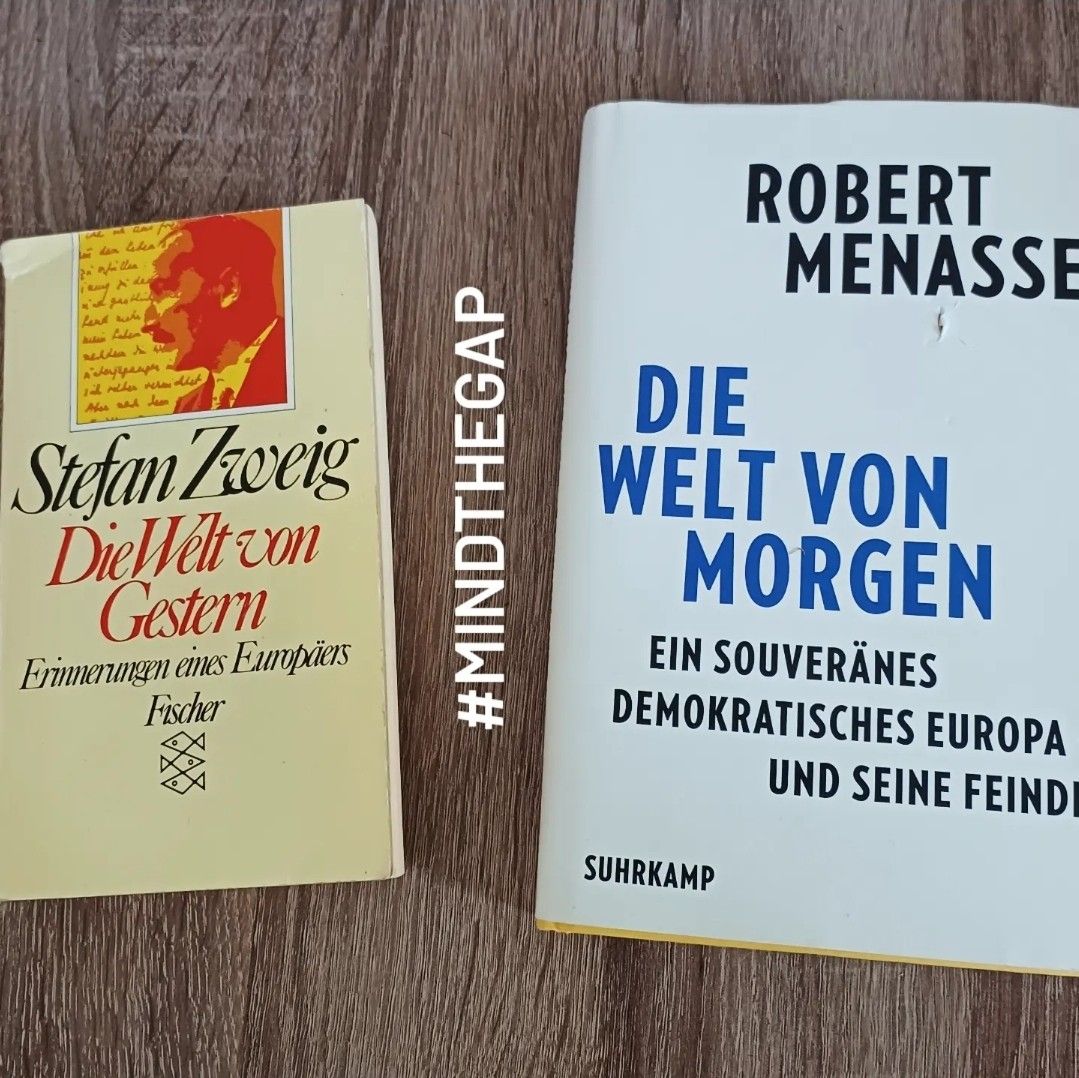 Stefan Zweig
Die Welt von
Gestern
Erinnerungen eines Europäers
Fischer
#MINDTHEGAP
ROBERT
MENASSE
DIE
WELT VON
MORGEN
EIN SOUVERÄNES
DEMOKRATISCHES EUROPA
UND SEINE FEIND
SUHRKAMP